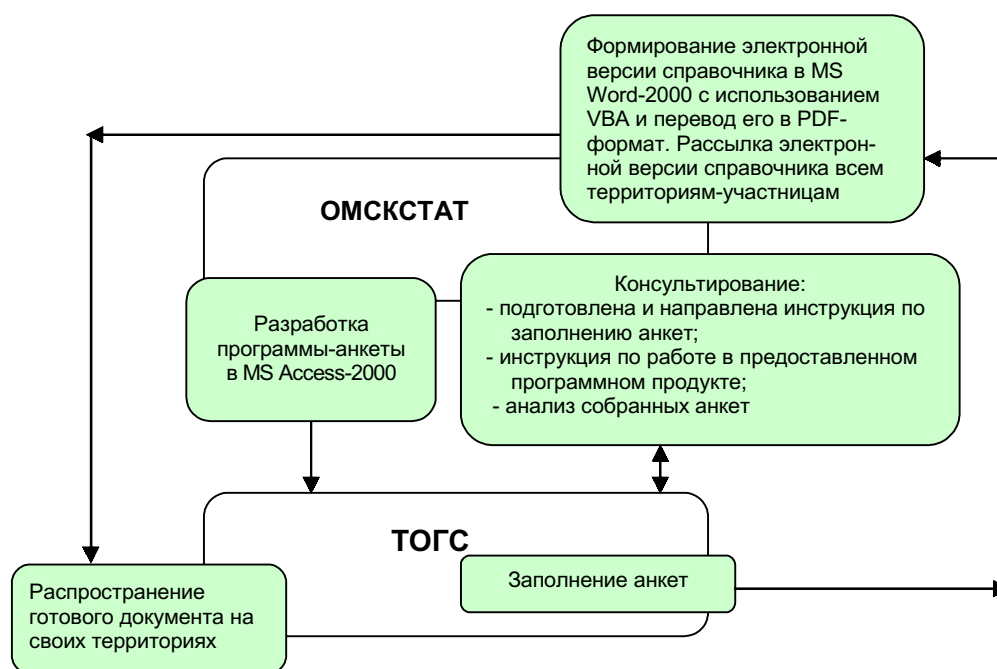 Формирование электронной
версии справочника в MS
Word-2000 с использованием
VBA и перевод его в PDF-
формат. Рассылка электрон-
ной версии справочника всем
территориям-участницам
ОМСКСТАТ
Разработка
программы-анкеты
в MS Access-2000
Консультирование:
- подготовлена и направлена инструкция по
заполнению анкет;
- инструкция по работе в предоставленном
программном продукте;
- анализ собранных анкет
ТОГС
Заполнение анкет
Распространение
готового документа на
своих территориях